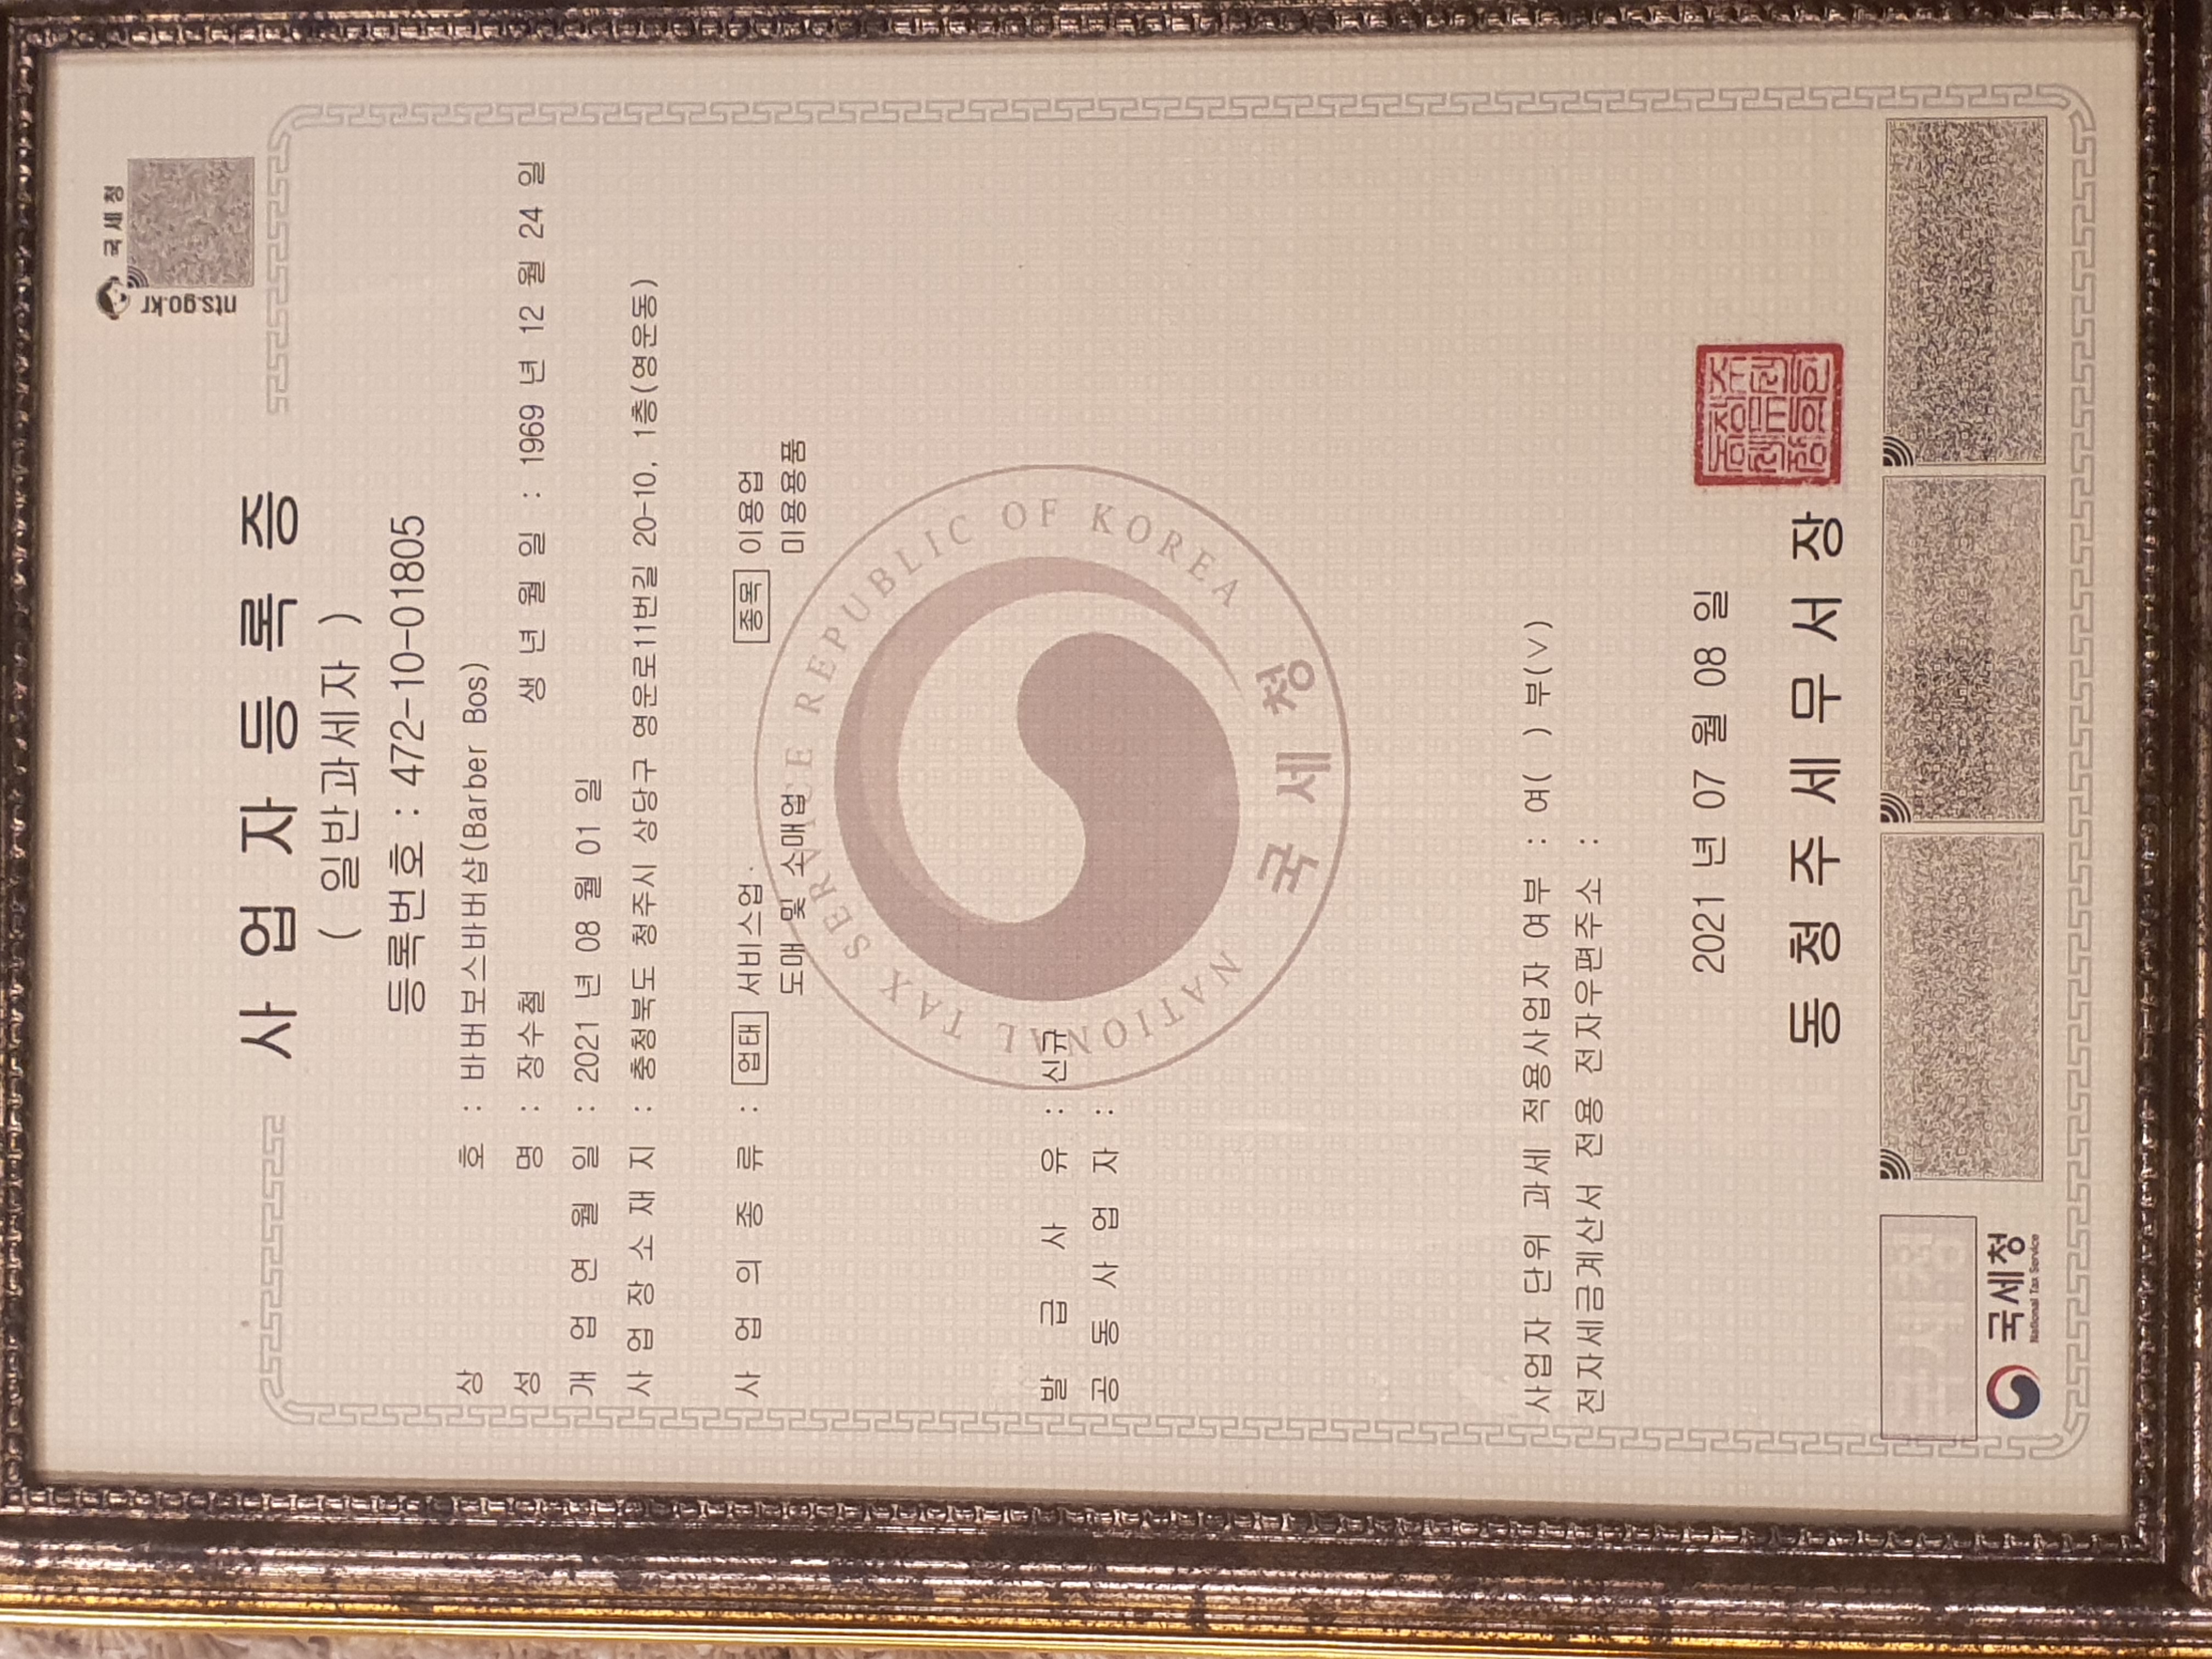 국세청
nts.go.kr
사업자등록증
( 일반과세자 )
등록번호 : 472-10-01805
상 호 : 바버보스바버샵(Barber Bos)
성 명 : 장수철 생 년 월 일 : 1969 년 12 월 24 일
개 업 연 월 일 : 2021 년 08 월 01 일
사 업 장 소 재 지 : 충청북도 청주시 상당구 영운로11번길 20-10, 1층(영운동)
사 업 의 종 류 : 업태 서비스업 종목 이용업
도매 및 소매업 미용용품
NATIONAL TAX SERVICE REPUBLIC OF KOREA
국세청
발 급 사 유 : 신규
공 동 사 업 자 :
사업자 단위 과세 적용사업자 여부 : 여( ) 부(∨)
전자세금계산서 전용 전자우편주소 :
2021 년 07 월 08 일
동 청 주 세 무 서 장
국세청
국세청
National Tax Service